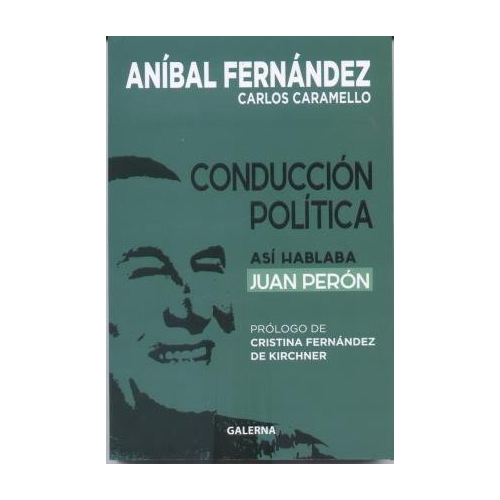 ANÍBAL FERNÁNDEZ
CARLOS CARAMELLO
CONDUCCIÓN
POLÍTICA
ASÍ HABLABA
JUAN PERÓN
PRÓLOGO DE
CRISTINA FERNÁNDEZ
DE KIRCHNER
GALERNA